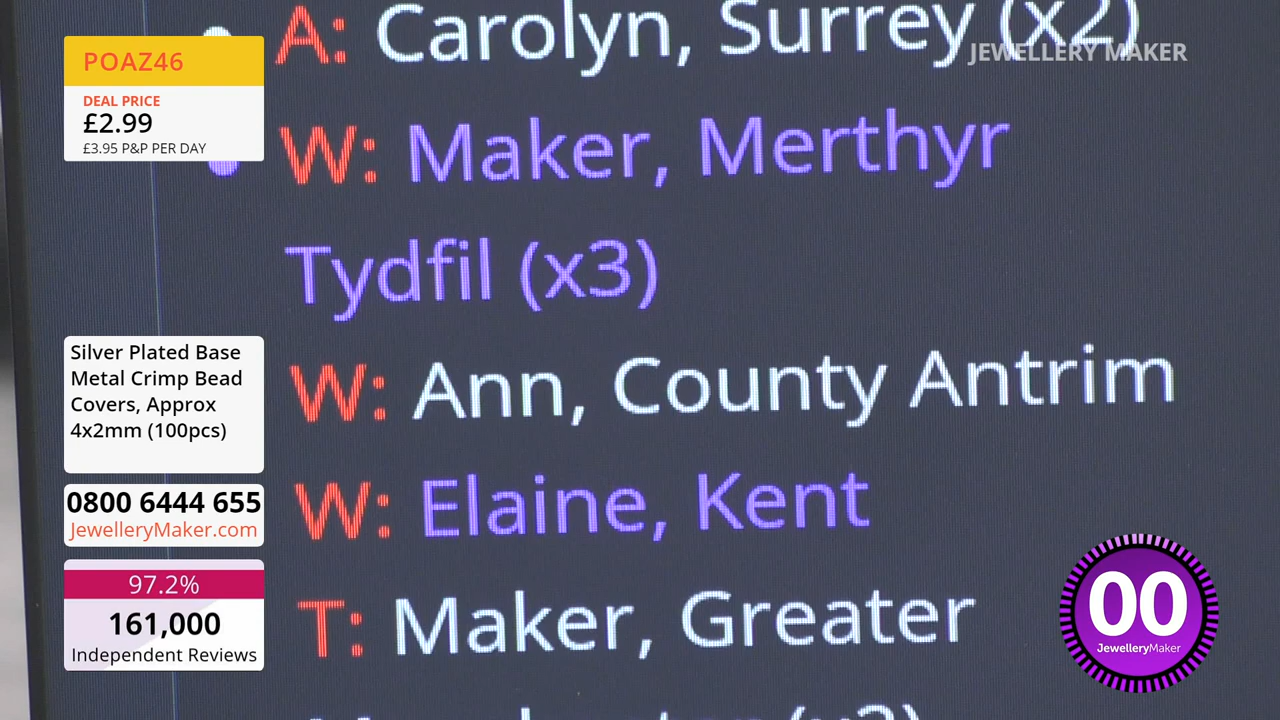 POAZ46
DEAL PRICE
£2.99
£3.95 P&P PER DAY
JEWELLERY MAKER
A: Carolyn, Surrey (x2)
W: Maker, Merthyr
Tydfil (x3)
W: Ann, County Antrim
W: Elaine, Kent
T: Maker, Greater
Silver Plated Base
Metal Crimp Bead
Covers, Approx
4x2mm (100pcs)
0800 6444 655
JewelleryMaker.com
97.2%
161,000
Independent Reviews
00
JewelleryMaker